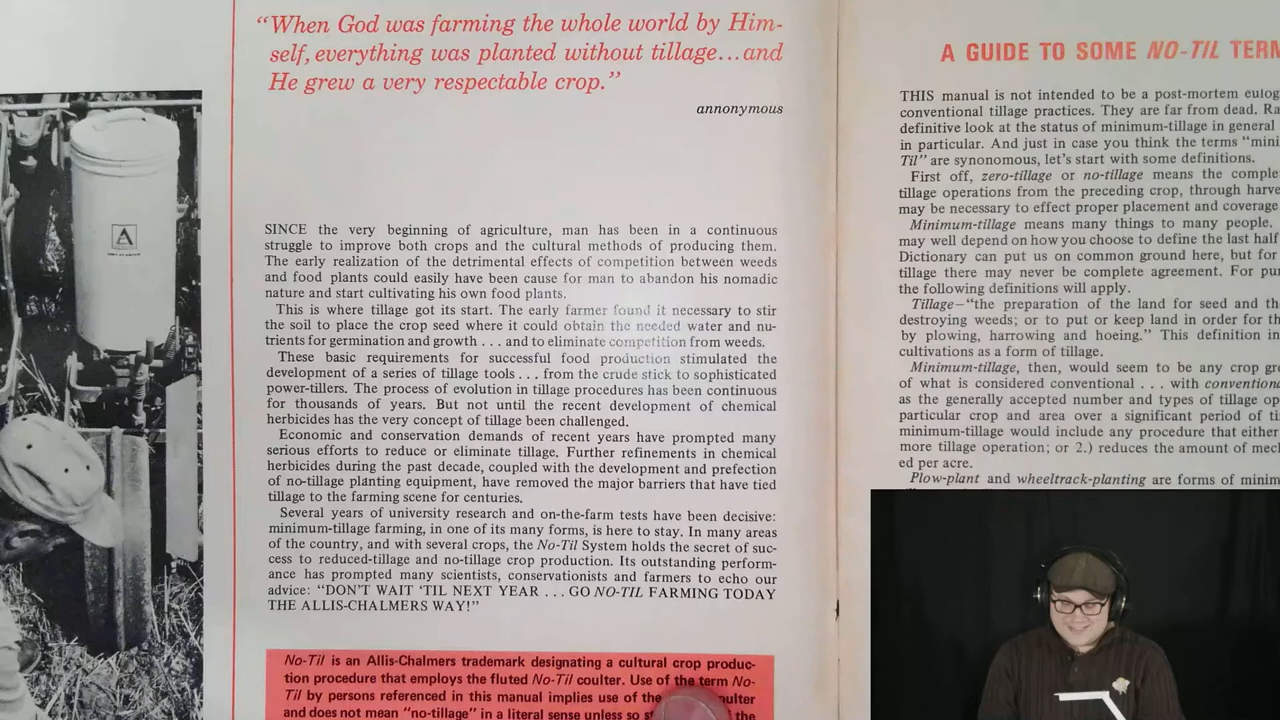 “When God was farming the whole world by Him-
self, everything was planted without tillage...and
He grew a very respectable crop.”
annonymous
SINCE the very beginning of agriculture, man has been in a continuous
struggle to improve both crops and the cultural methods of producing them.
The early realization of the detrimental effects of competition between weeds
and food plants could easily have been cause for man to abandon his nomadic
nature and start cultivating his own food plants.
This is where tillage got its start. The early farmer found it necessary to stir
the soil to place the crop seed where it could obtain the needed water and nu-
trients for germination and growth . . . and to eliminate competition from weeds.
These basic requirements for successful food production stimulated the
development of a series of tillage tools . . . from the crude stick to sophisticated
power-tillers. The process of evolution in tillage procedures has been continuous
for thousands of years. But not until the recent development of chemical
herbicides has the very concept of tillage been challenged.
Economic and conservation demands of recent years have prompted many
serious efforts to reduce or eliminate tillage. Further refinements in chemical
herbicides during the past decade, coupled with the development and prefection
of no-tillage planting equipment, have removed the major barriers that have tied
tillage to the farming scene for centuries.
Several years of university research and on-the-farm tests have been decisive:
minimum-tillage farming, in one of its many forms, is here to stay. In many areas
of the country, and with several crops, the No-Til System holds the secret of suc-
cess to reduced-tillage and no-tillage crop production. Its outstanding perform-
ance has prompted many scientists, conservationists and farmers to echo our
advice: “DON’T WAIT ‘TIL NEXT YEAR . . . GO NO-TIL FARMING TODAY
THE ALLIS-CHALMERS WAY!”
No-Til is an Allis-Chalmers trademark designating a cultural crop produc-
tion procedure that employs the fluted No-Til coulter. Use of the term No-
Til by persons referenced in this manual implies use of the
and does not mean “no-tillage” in a literal sense unless so the
A GUIDE TO SOME NO-TIL
THIS manual is not intended to be a post-mortem
conventional tillage practices. They are far from dead.
definitive look at the status of minimum-tillage in general
in particular. And just in case you think the terms
Til” are synonomous, let’s start with some definitions.
First off, zero-tillage or no-tillage means the
tillage operations from the preceding crop, through
may be necessary to effect proper placement and coverage
Minimum-tillage means many things to many people.
may well depend on how you choose to define the last half
Dictionary can put us on common ground here, but for
tillage there may never be complete agreement. For
the following definitions will apply.
Tillage—“the preparation of the land for seed and
destroying weeds; or to put or keep land in order for
by plowing, harrowing and hoeing.” This definition
cultivations as a form of tillage.
Minimum-tillage, then, would seem to be any crop
of what is considered conventional . . . with
as the generally accepted number and types of tillage
particular crop and area over a significant period of
minimum-tillage would include any procedure that either
more tillage operation; or 2.) reduces the amount of
ed per acre.
Plow-plant and wheeltrack-planting are forms of